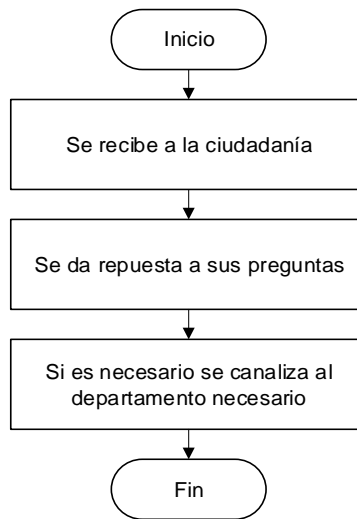 Inicio
Se recibe a la ciudadanía
Se da repuesta a sus preguntas
Si es necesario se canaliza al
departamento necesario
Fin